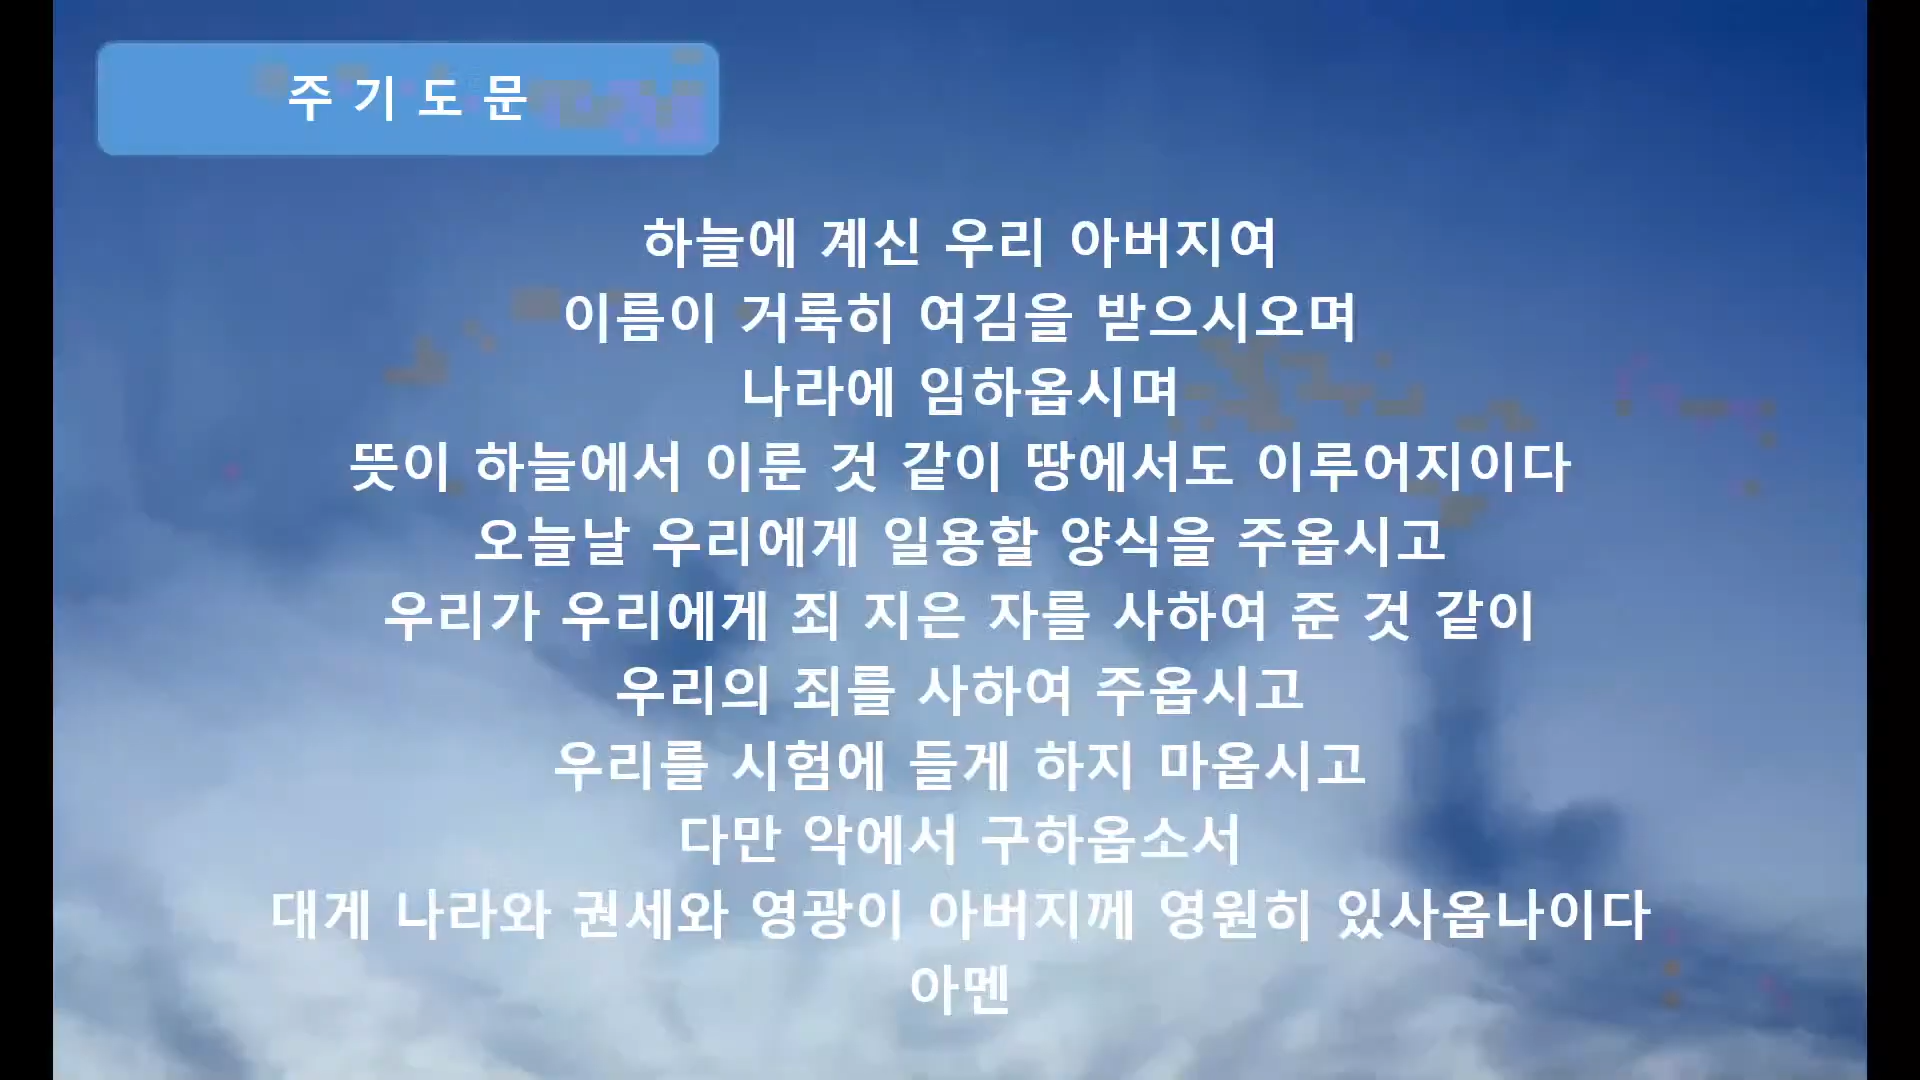 주 기 도 문
하늘에 계신 우리 아버지여
이름이 거룩히 여김을 받으시오며
나라에 임하옵시며
뜻이 하늘에서 이룬 것 같이 땅에서도 이루어지이다
오늘날 우리에게 일용할 양식을 주옵시고
우리가 우리에게 죄 지은 자를 사하여 준 것 같이
우리의 죄를 사하여 주옵시고
우리를 시험에 들게 하지 마옵시고
다만 악에서 구하옵소서
대게 나라와 권세와 영광이 아버지께 영원히 있사옵나이다
아멘